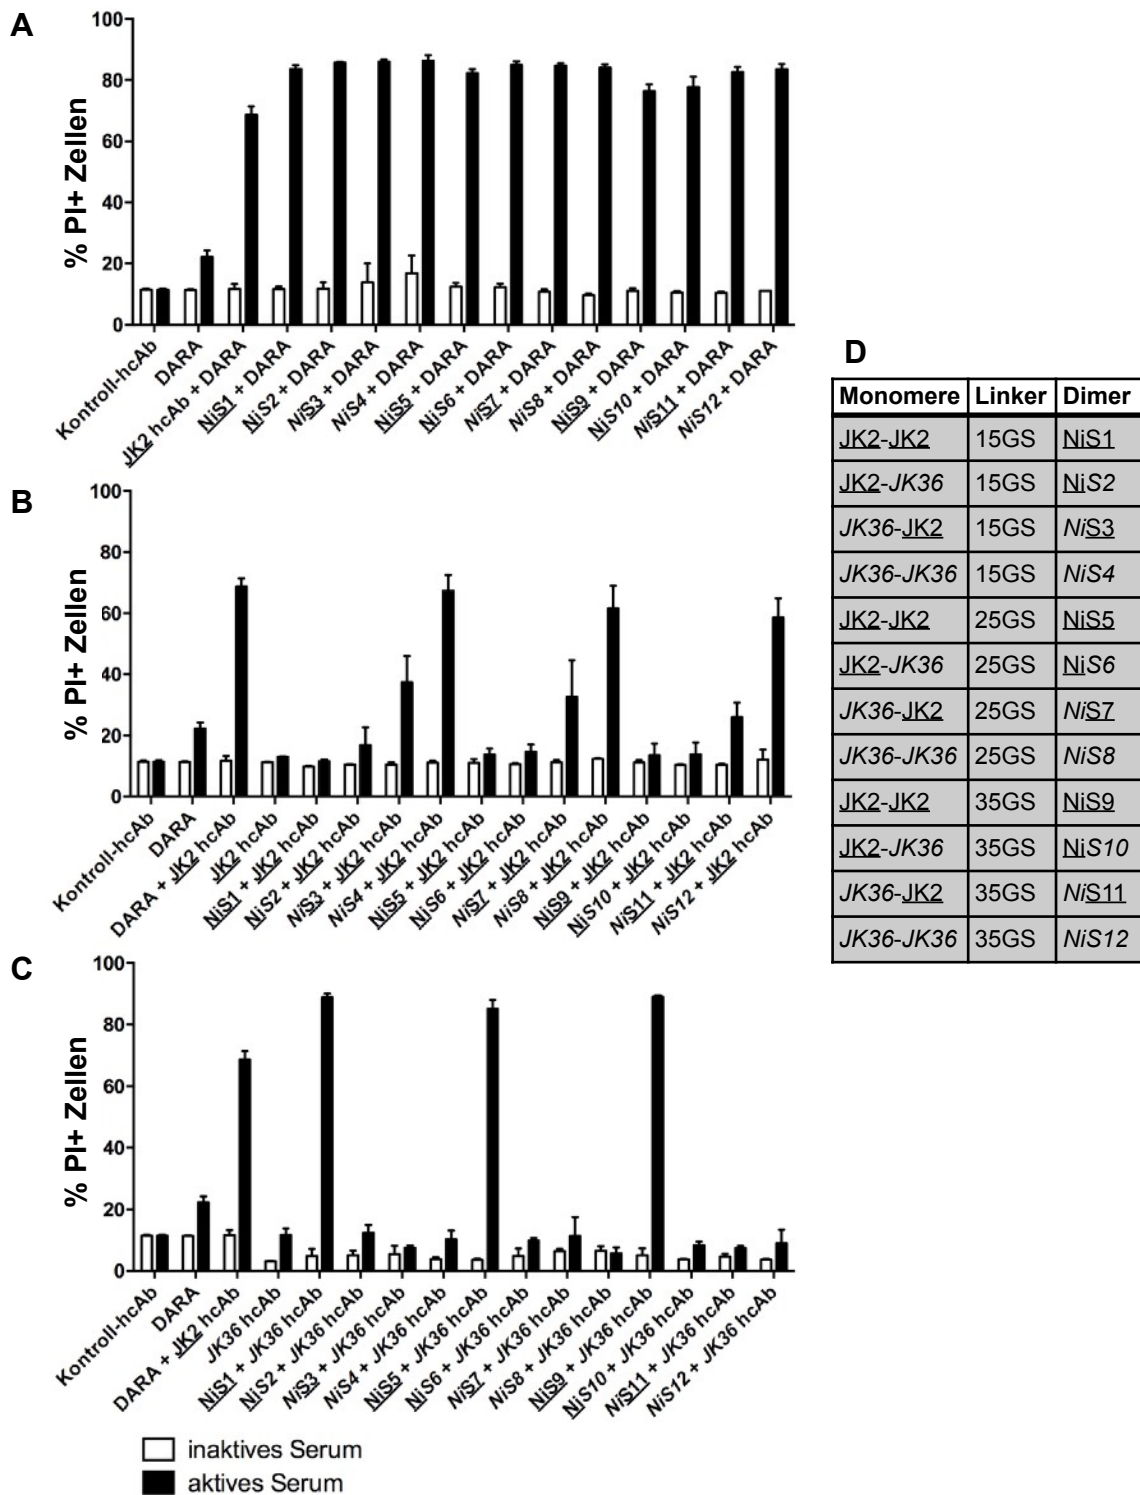 A
% PI+ Zellen
100
80
60
40
20
0
Kontroll-hcAb
DARA
JK2 hcAb + DARA
NiS1 + DARA
NiS2 + DARA
NiS3 + DARA
NiS4 + DARA
NiS5 + DARA
NiS6 + DARA
NiS7 + DARA
NiS8 + DARA
NiS9 + DARA
NiS10 + DARA
NiS11 + DARA
NiS12 + DARA
B
% PI+ Zellen
100
80
60
40
20
0
Kontroll-hcAb
DARA
DARA + JK2 hcAb
JK2 hcAb
NiS1 + JK2 hcAb
NiS2 + JK2 hcAb
NiS3 + JK2 hcAb
NiS4 + JK2 hcAb
NiS5 + JK2 hcAb
NiS6 + JK2 hcAb
NiS7 + JK2 hcAb
NiS8 + JK2 hcAb
NiS9 + JK2 hcAb
NiS10 + JK2 hcAb
NiS11 + JK2 hcAb
NiS12 + JK2 hcAb
C
% PI+ Zellen
100
80
60
40
20
0
Kontroll-hcAb
DARA
DARA + JK2 hcAb
JK36 hcAb
NiS1 + JK36 hcAb
NiS2 + JK36 hcAb
NiS3 + JK36 hcAb
NiS4 + JK36 hcAb
NiS5 + JK36 hcAb
NiS6 + JK36 hcAb
NiS7 + JK36 hcAb
NiS8 + JK36 hcAb
NiS9 + JK36 hcAb
NiS10 + JK36 hcAb
NiS11 + JK36 hcAb
NiS12 + JK36 hcAb
inaktives Serum
aktives Serum
D
Monomere Linker Dimer
JK2-JK2 15GS NiS1
JK2-JK36 15GS NiS2
JK36-JK2 15GS NiS3
JK36-JK36 15GS NiS4
JK2-JK2 25GS NiS5
JK2-JK36 25GS NiS6
JK36-JK2 25GS NiS7
JK36-JK36 25GS NiS8
JK2-JK2 35GS NiS9
JK2-JK36 35GS NiS10
JK36-JK2 35GS NiS11
JK36-JK36 35GS NiS12